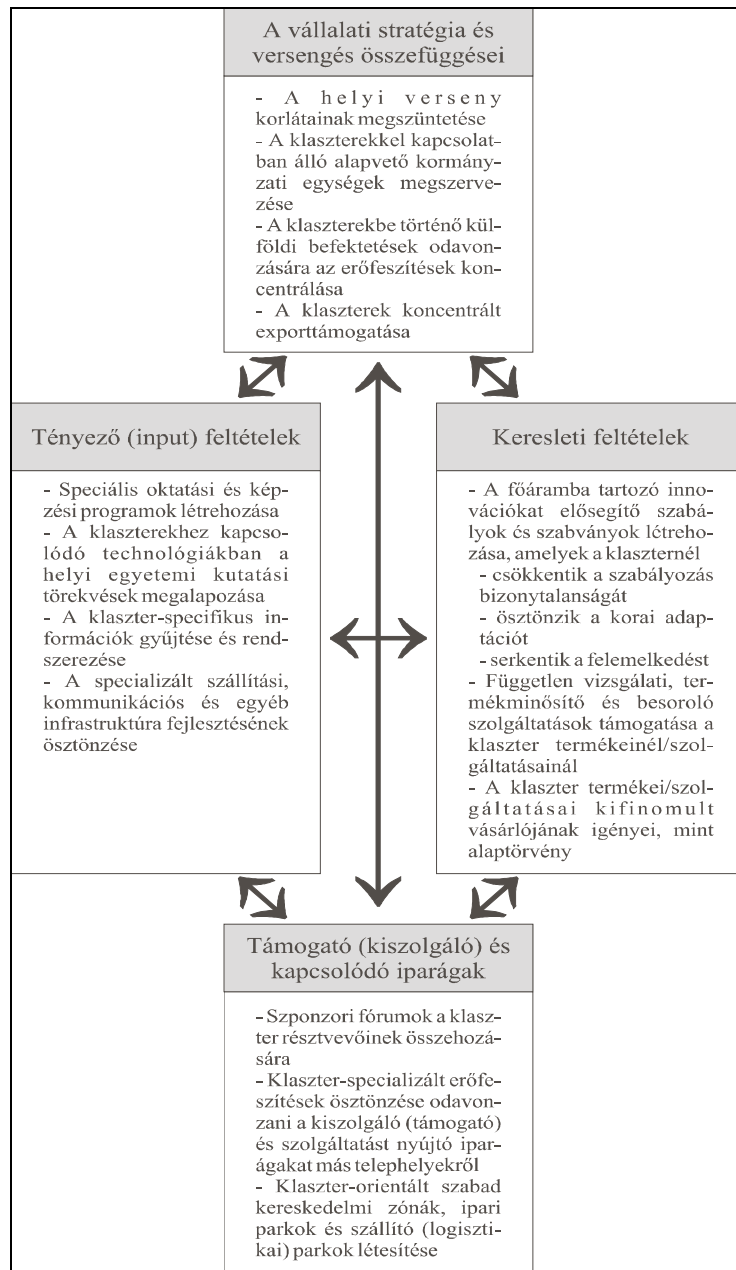 A vállalati stratégia és
versengés összefüggései
- A helyi verseny
korlátainak megszüntetése
- A klaszterekkel kapcsolat-
ban álló alapvető kormány-
zati egységek megszerve-
zése
- A klaszterekbe történő kül-
földi befektetések odavon-
zására az erőfeszítések kon-
centrálása
- A klaszterek koncentrált
exporttámogatása
Tényező (input) feltételek
- Speciális oktatási és kép-
zési programok létrehozása
- A klaszterekhez kapcso-
lódó technológiákban a
helyi egyetemi kutatási
törekvések megalapozása
- A klaszter-specifikus in-
formációk gyűjtése és rend-
szerezése
- A specializált szállítási,
kommunikációs és egyéb
infrastruktúra fejlesztésének
ösztönzése
Keresleti feltételek
- A főáramba tartozó inno-
vációkat elősegítő szabá-
lyok és szabványok létreho-
zása, amelyek a klaszternél
- csökkentik a szabályozás
bizonytalanságát
- ösztönzik a korai adap-
tációt
- serkentik a felemelkedést
- Független vizsgálati, ter-
mékminősítő és besoroló
szolgáltatások támogatása a
klaszter termékeinél/szol-
gáltatásainál
- A klaszter termékei/szol-
gáltatásai kifinomult
vásárlójának igényei, mint
alaptörvény
Támogató (kiszolgáló) és
kapcsolódó iparágak
- Szponzori fórumok a klasz-
ter résztvevőinek összehozá-
sára
- Klaszter-specializált erőfe-
szítések ösztönzése odavon-
zani a kiszolgáló (támogató)
és szolgáltatást nyújtó ipar-
ágakat más telephelyekről
- Klaszter-orientált szabad
kereskedelmi zónák, ipari
parkok és szállító (logiszti-
kai) parkok létesítése